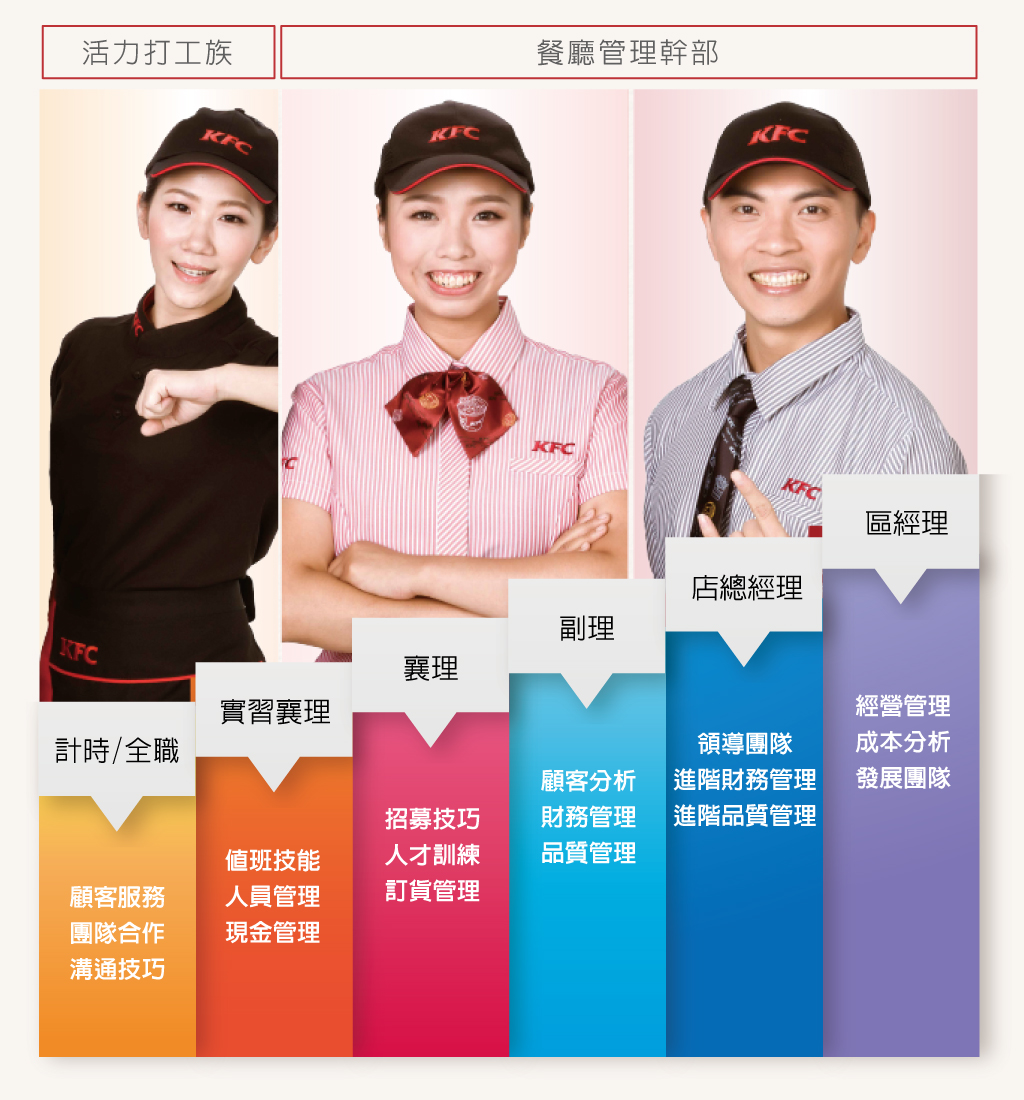 活力打工族
餐廳管理幹部
KFC
KFC
KFC
KFC
KFC
KFC
計時/全職
顧客服務
團隊合作
溝通技巧
實習襄理
值班技能
人員管理
現金管理
襄理
招募技巧
人才訓練
訂貨管理
副理
顧客分析
財務管理
品質管理
店總經理
領導團隊
進階財務管理
進階品質管理
區經理
經營管理
成本分析
發展團隊